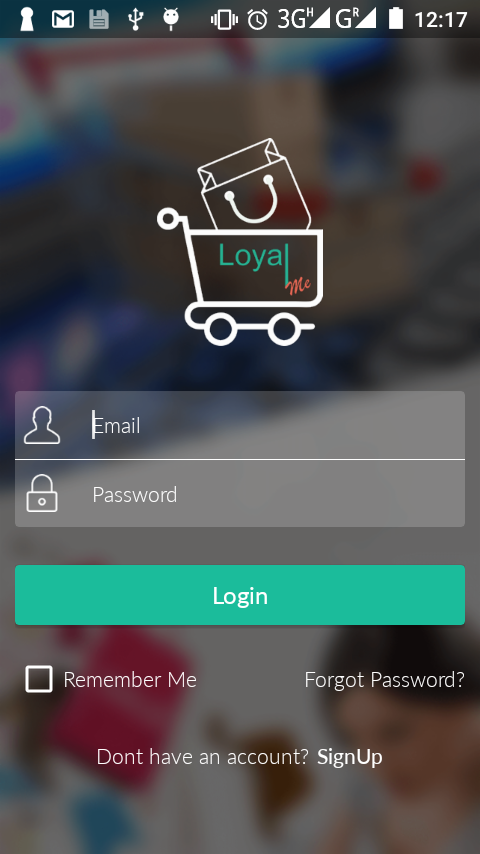 3G H G R 12:17
Loyal
Me
Email
Password
Login
Remember Me Forgot Password?
Dont have an account? SignUp